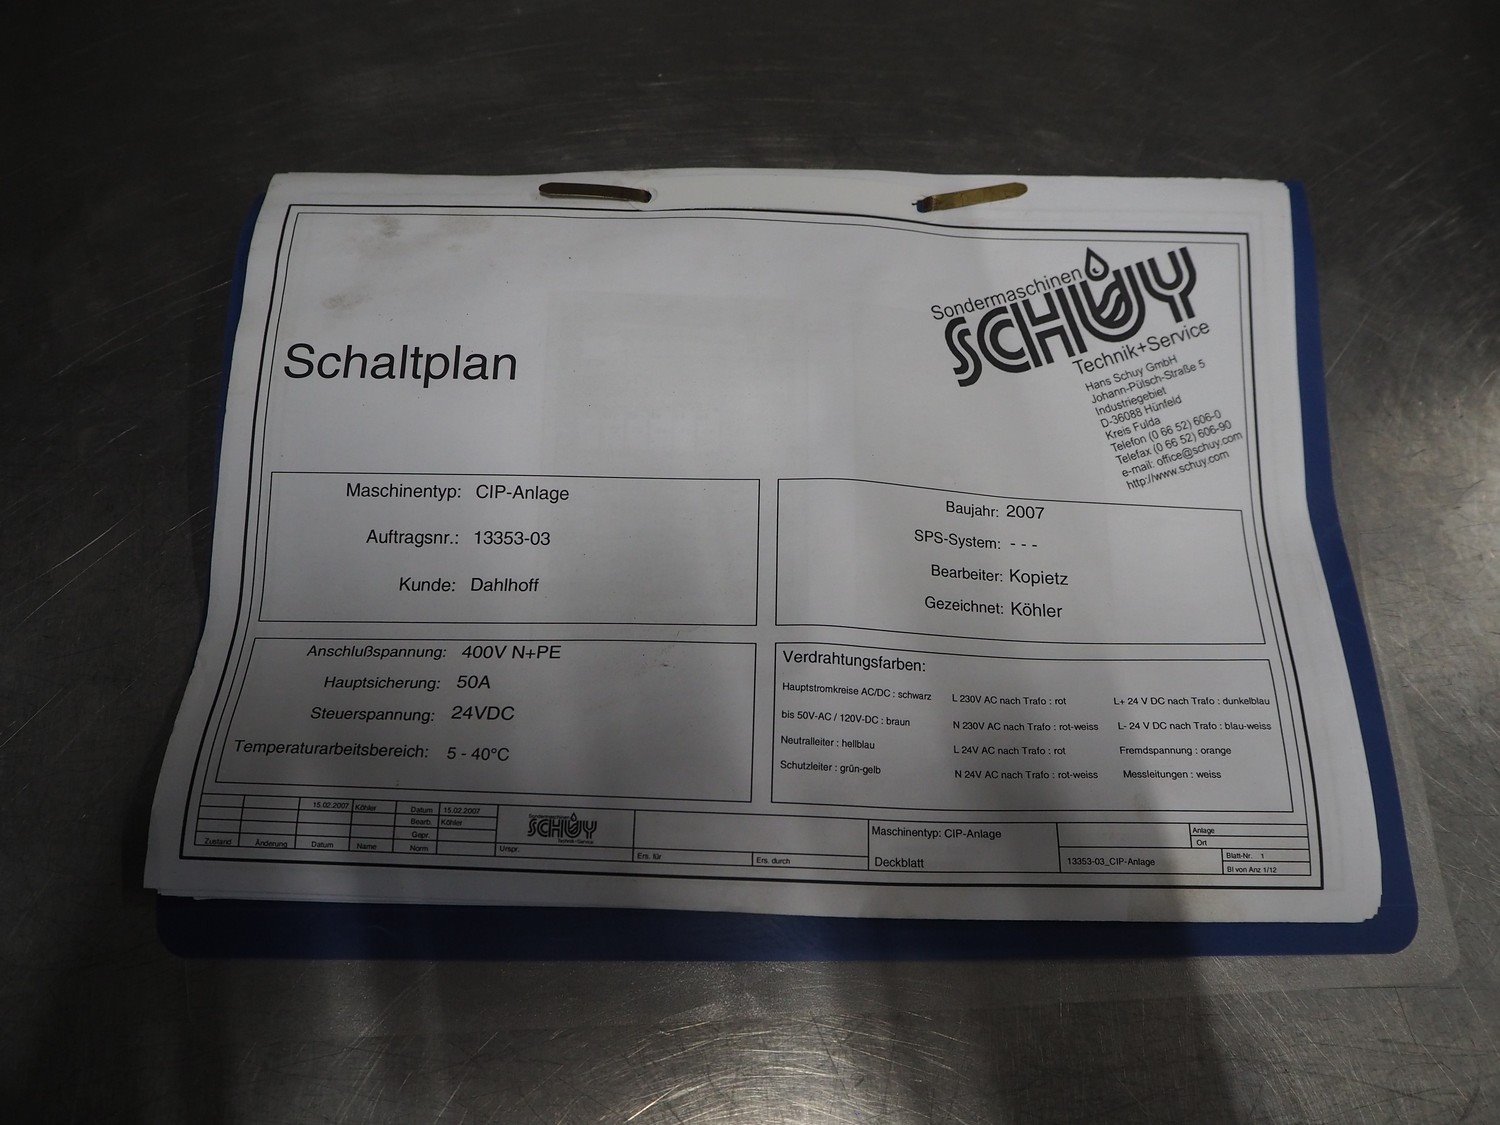 Sondermaschinen
SCHUY
Technik+Service
Hans Schuy GmbH
Johann-Pülsch-Straße 5
Industriegebiet
D-36088 Hünfeld
Kreis Fulda
Telefon (0 66 52) 606-0
Telefax (0 66 52) 606-90
e-mail: office@schuy.com
http://www.schuy.com
Schaltplan
Maschinentyp: CIP-Anlage
Auftragsnr.: 13353-03
Kunde: Dahlhoff
Baujahr: 2007
SPS-System: - - -
Bearbeiter: Kopietz
Gezeichnet: Köhler
Anschlußspannung: 400V N+PE
Hauptsicherung: 50A
Steuerspannung: 24VDC
Temperaturarbeitsbereich: 5 - 40°C
Verdrahtungsfarben:
Hauptstromkreise AC/DC : schwarz
bis 50V-AC / 120V-DC : braun
Neutralleiter : hellblau
Schutzleiter : grün-gelb
L 230V AC nach Trafo : rot
N 230V AC nach Trafo : rot-weiss
L 24V AC nach Trafo : rot
N 24V AC nach Trafo : rot-weiss
L+ 24 V DC nach Trafo : dunkelblau
L- 24 V DC nach Trafo : blau-weiss
Fremdspannung : orange
Messleitungen : weiss
15.02.2007 Köhler
Zustand Änderung Datum Name
Datum 15.02.2007
Bearb. Köhler
Gepr.
Norm
Sondermaschinen
SCHUY
Technik+Service
Urspr.
Ers. für
Ers. durch
Maschinentyp: CIP-Anlage
Deckblatt
13353-03_CIP-Anlage
Anlage
Ort
Blatt-Nr. 1
Bl von Anz 1/12